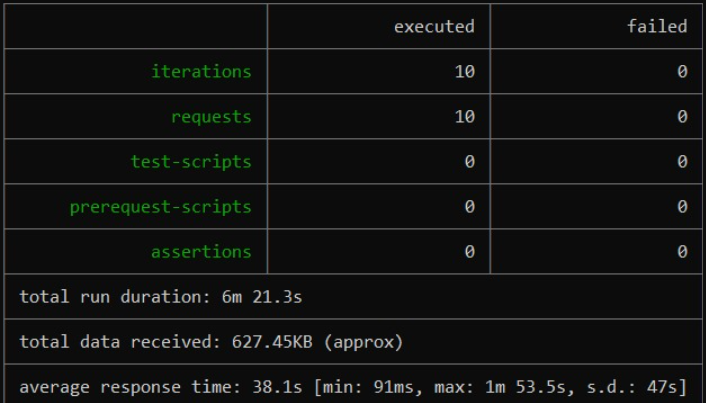 executed failed
iterations 10 0
requests 10 0
test-scripts 0 0
prerequest-scripts 0 0
assertions 0 0
total run duration: 6m 21.3s
total data received: 627.45KB (approx)
average response time: 38.1s [min: 91ms, max: 1m 53.5s, s.d.: 47s]